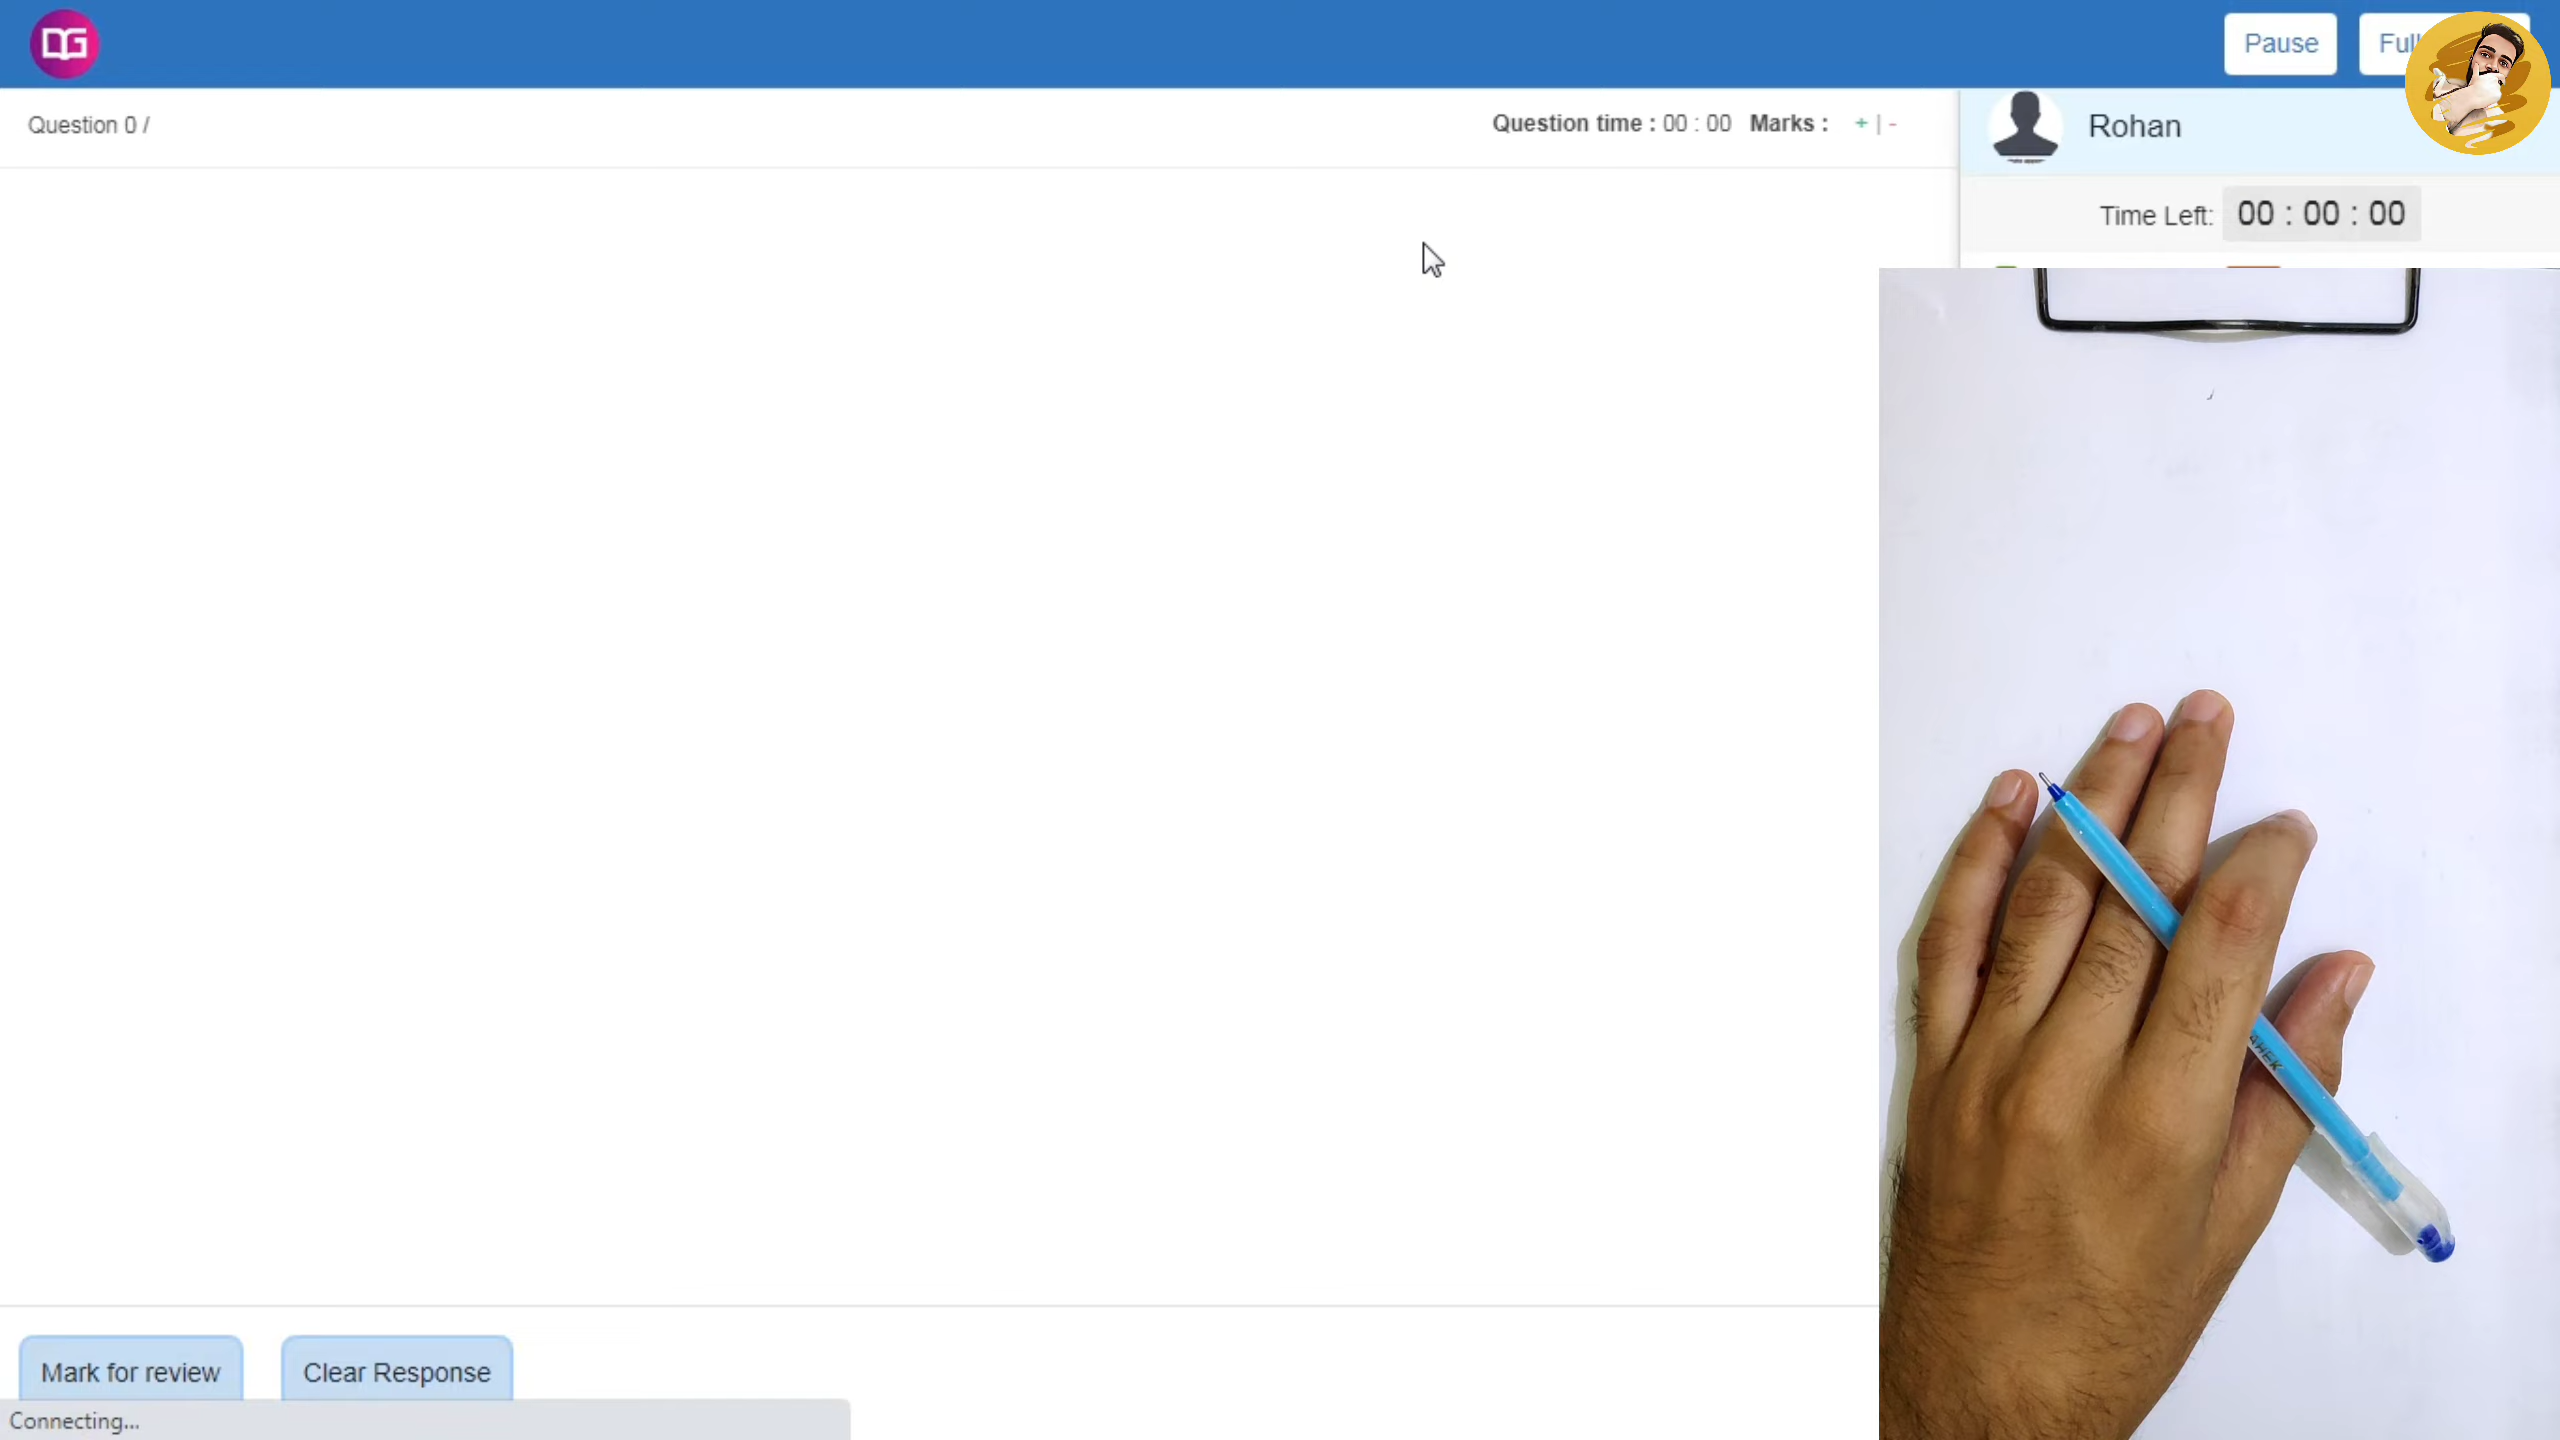 DG
Pause
Full
Question 0 /
Question time : 00 : 00 Marks : + | -
Rohan
Time Left: 00 : 00 : 00
Mark for review
Clear Response
Connecting...